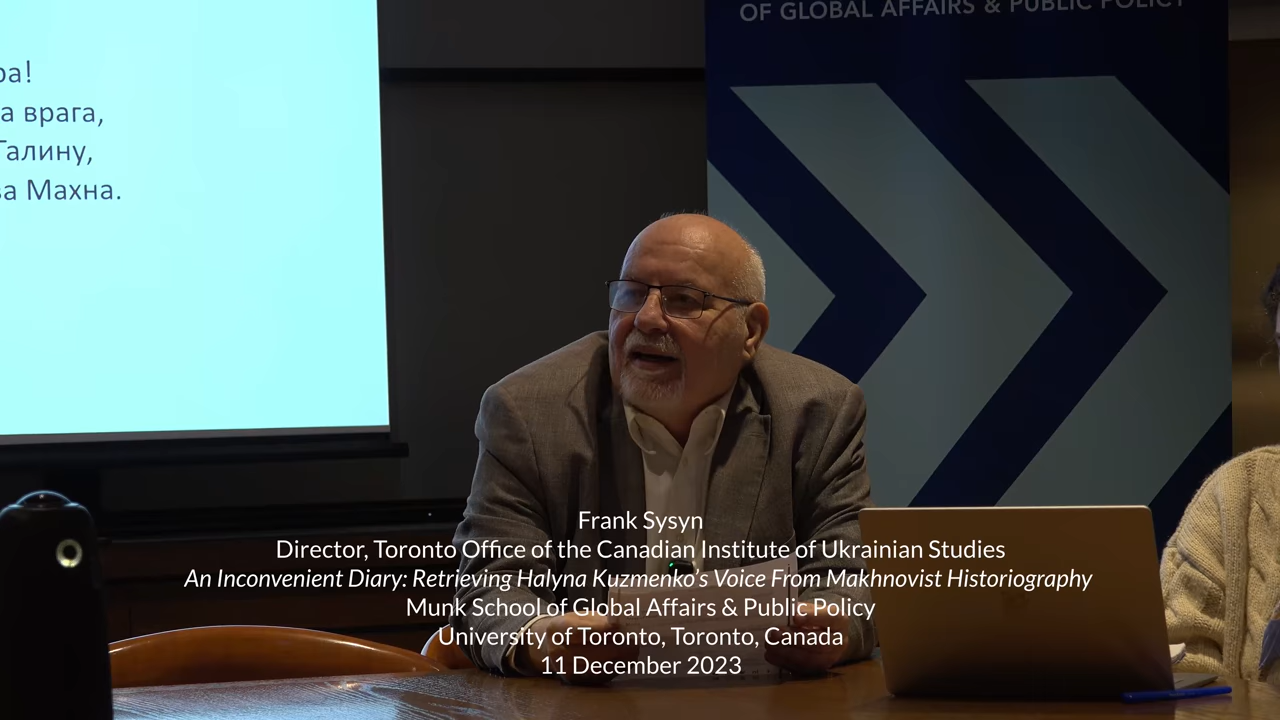 OF GLOBAL AFFAIRS & PUBLIC POLICY
ра!
а врага,
Галину,
ва Махна.
Frank Sysyn
Director, Toronto Office of the Canadian Institute of Ukrainian Studies
An Inconvenient Diary: Retrieving Halyna Kuzmenko's Voice From Makhnovist Historiography
Munk School of Global Affairs & Public Policy
University of Toronto, Toronto, Canada
11 December 2023